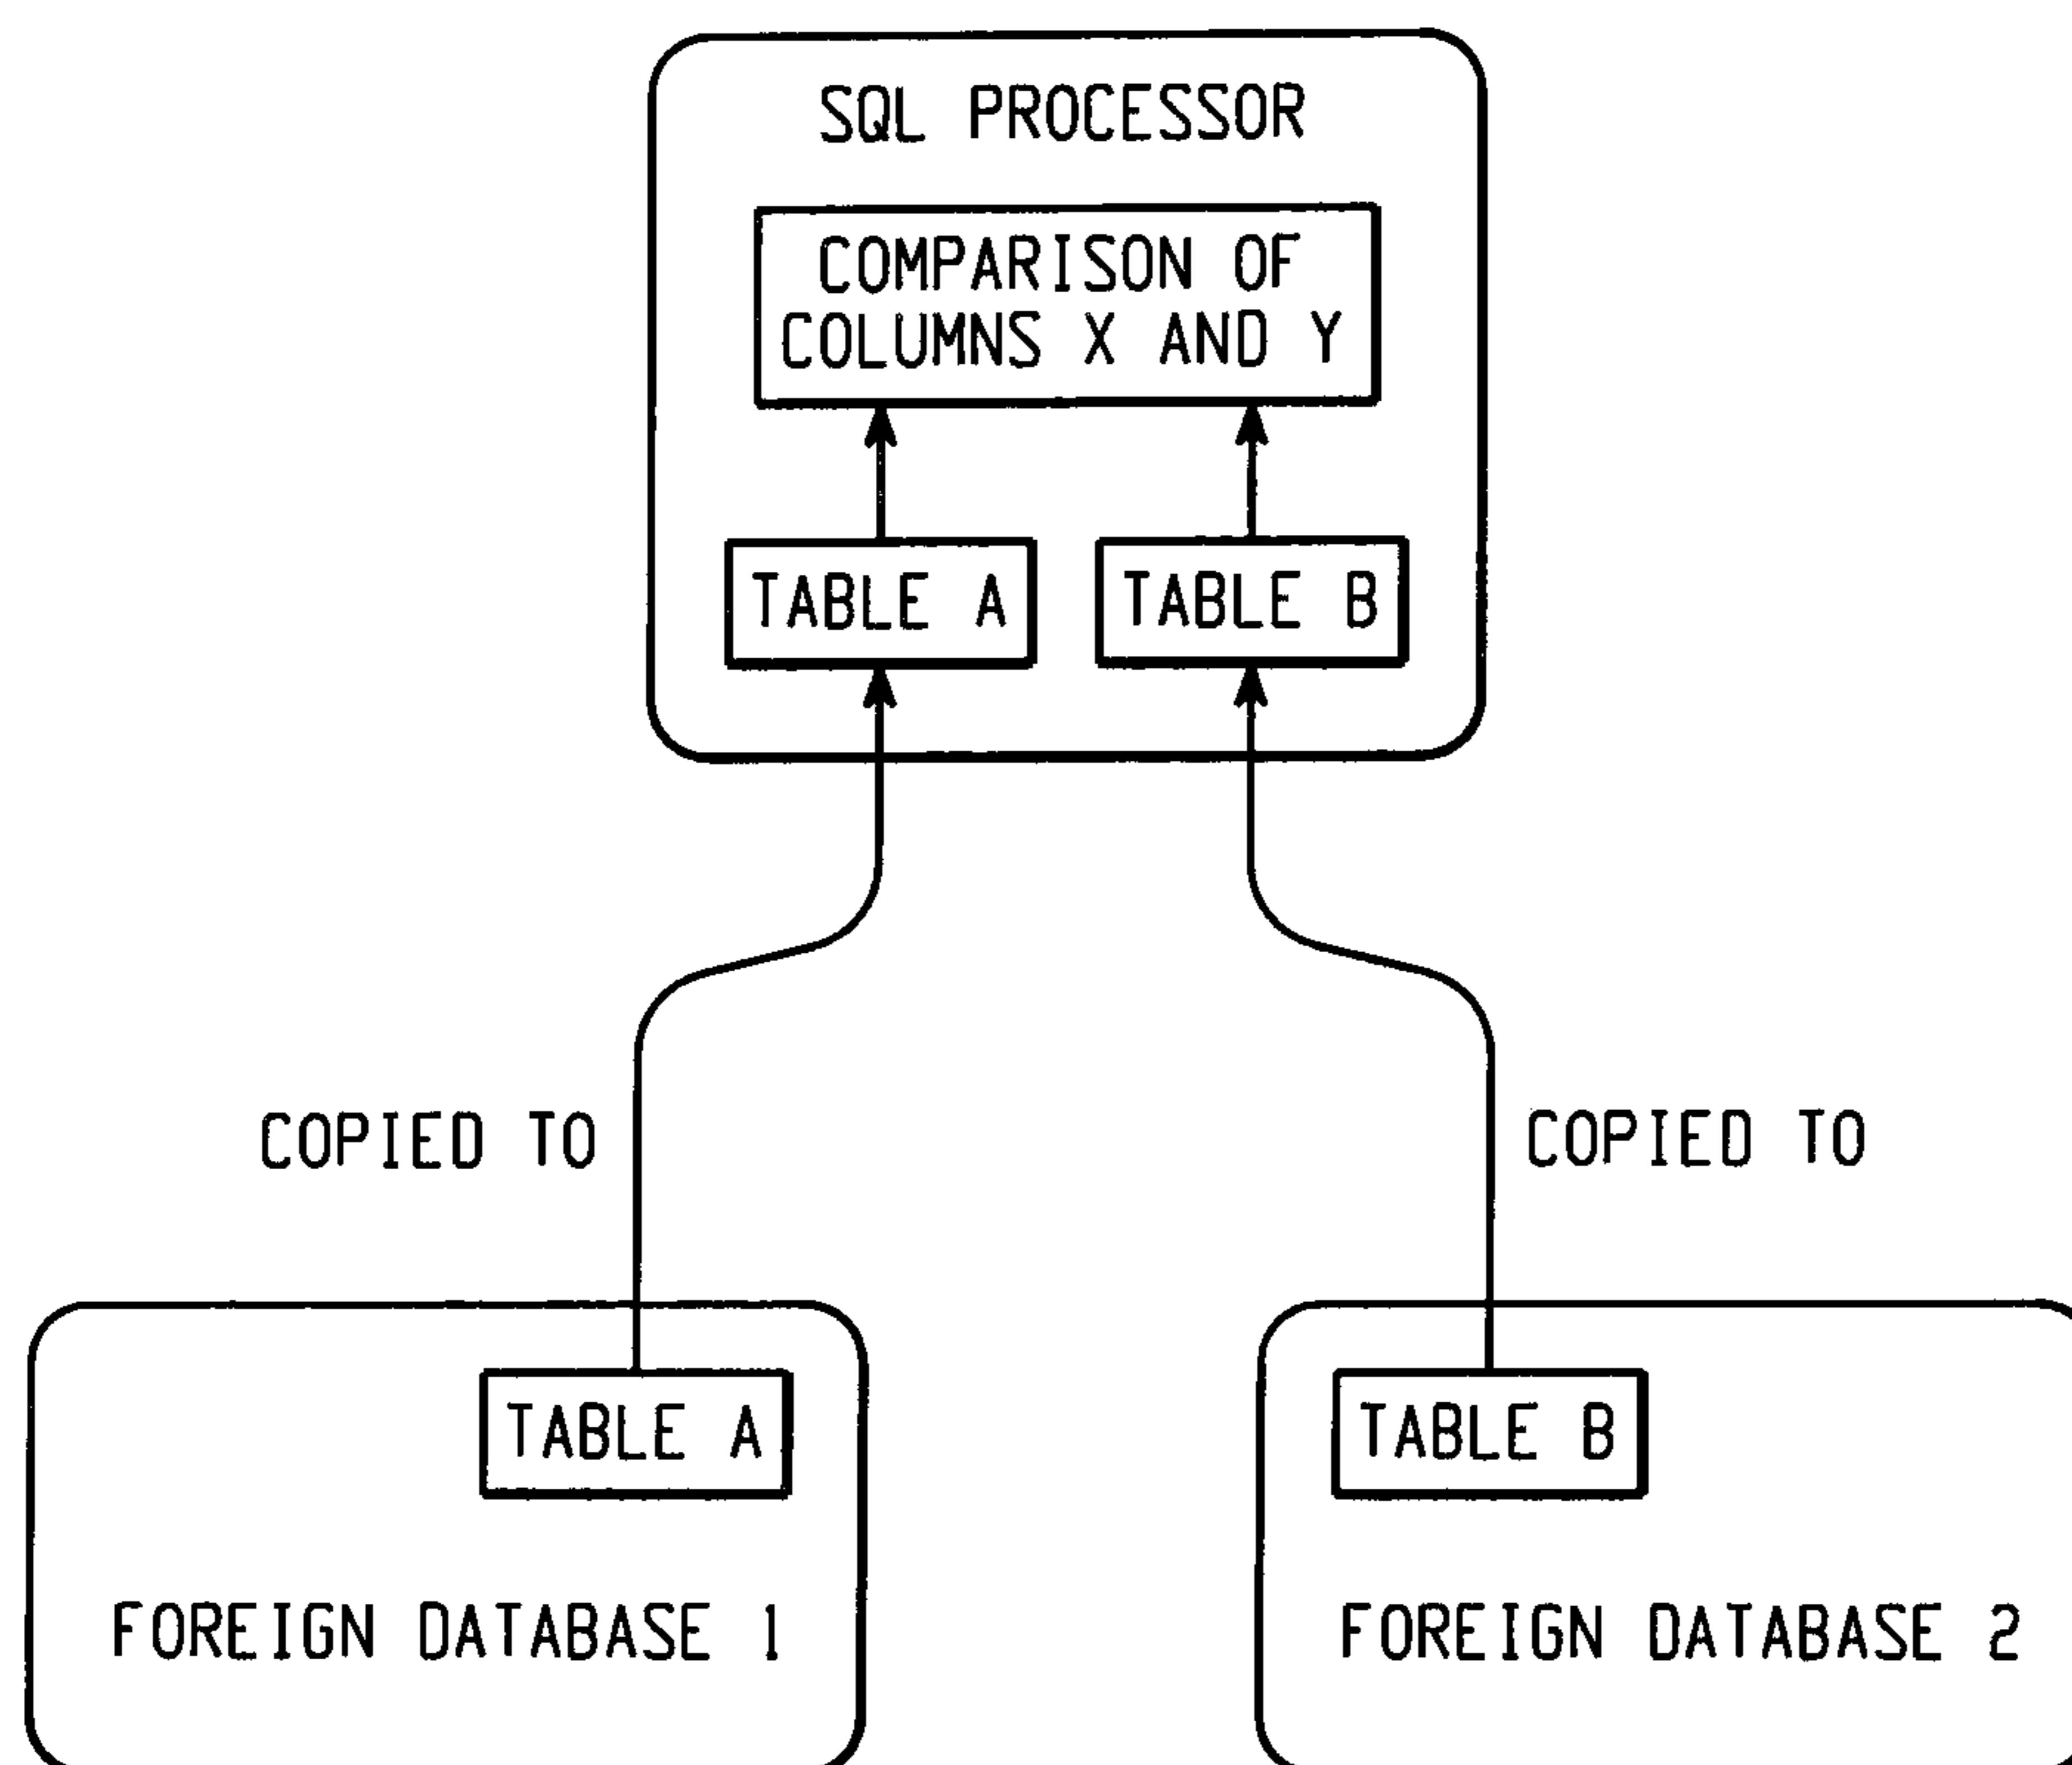 SQL PROCESSOR
COMPARISON OF
COLUMNS X AND Y
TABLE A
TABLE B
COPIED TO
COPIED TO
TABLE A
TABLE B
FOREIGN DATABASE 1
FOREIGN DATABASE 2